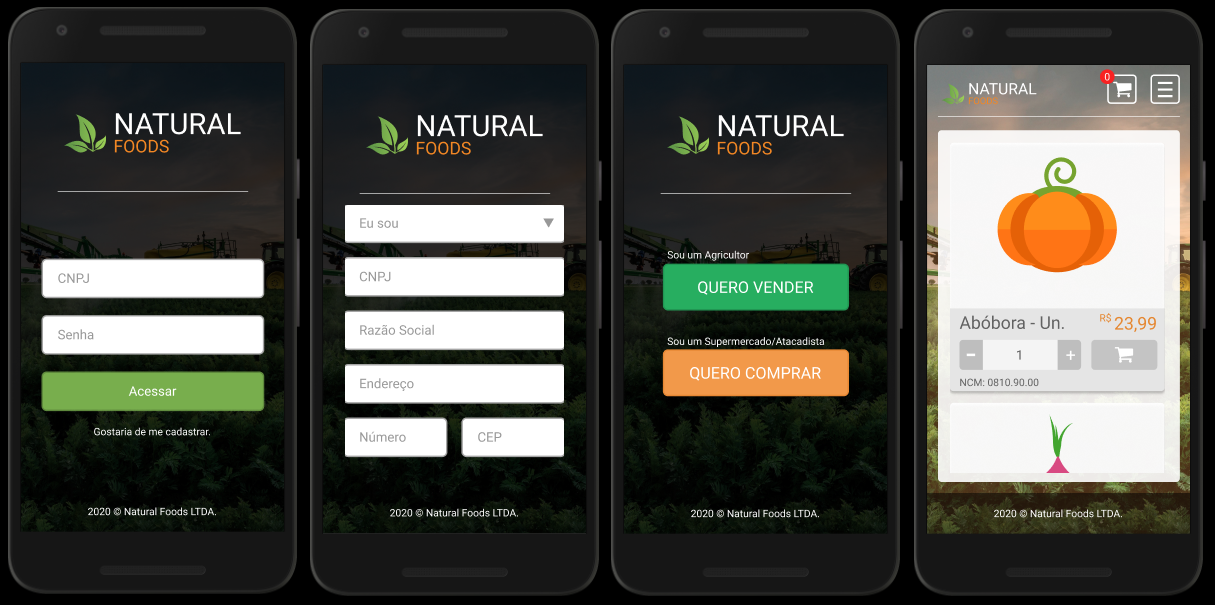 NATURAL
FOODS
CNPJ
Senha
Acessar
Gostaria de me cadastrar.
2020 © Natural Foods LTDA.
NATURAL
FOODS
Eu sou
CNPJ
Razão Social
Endereço
Número CEP
2020 © Natural Foods LTDA.
NATURAL
FOODS
Sou um Agricultor
QUERO VENDER
Sou um Supermercado/Atacadista
QUERO COMPRAR
2020 © Natural Foods LTDA.
0
NATURAL
FOODS
Abóbora - Un. R$ 23,99
− 1 +
NCM: 0810.90.00
2020 © Natural Foods LTDA.